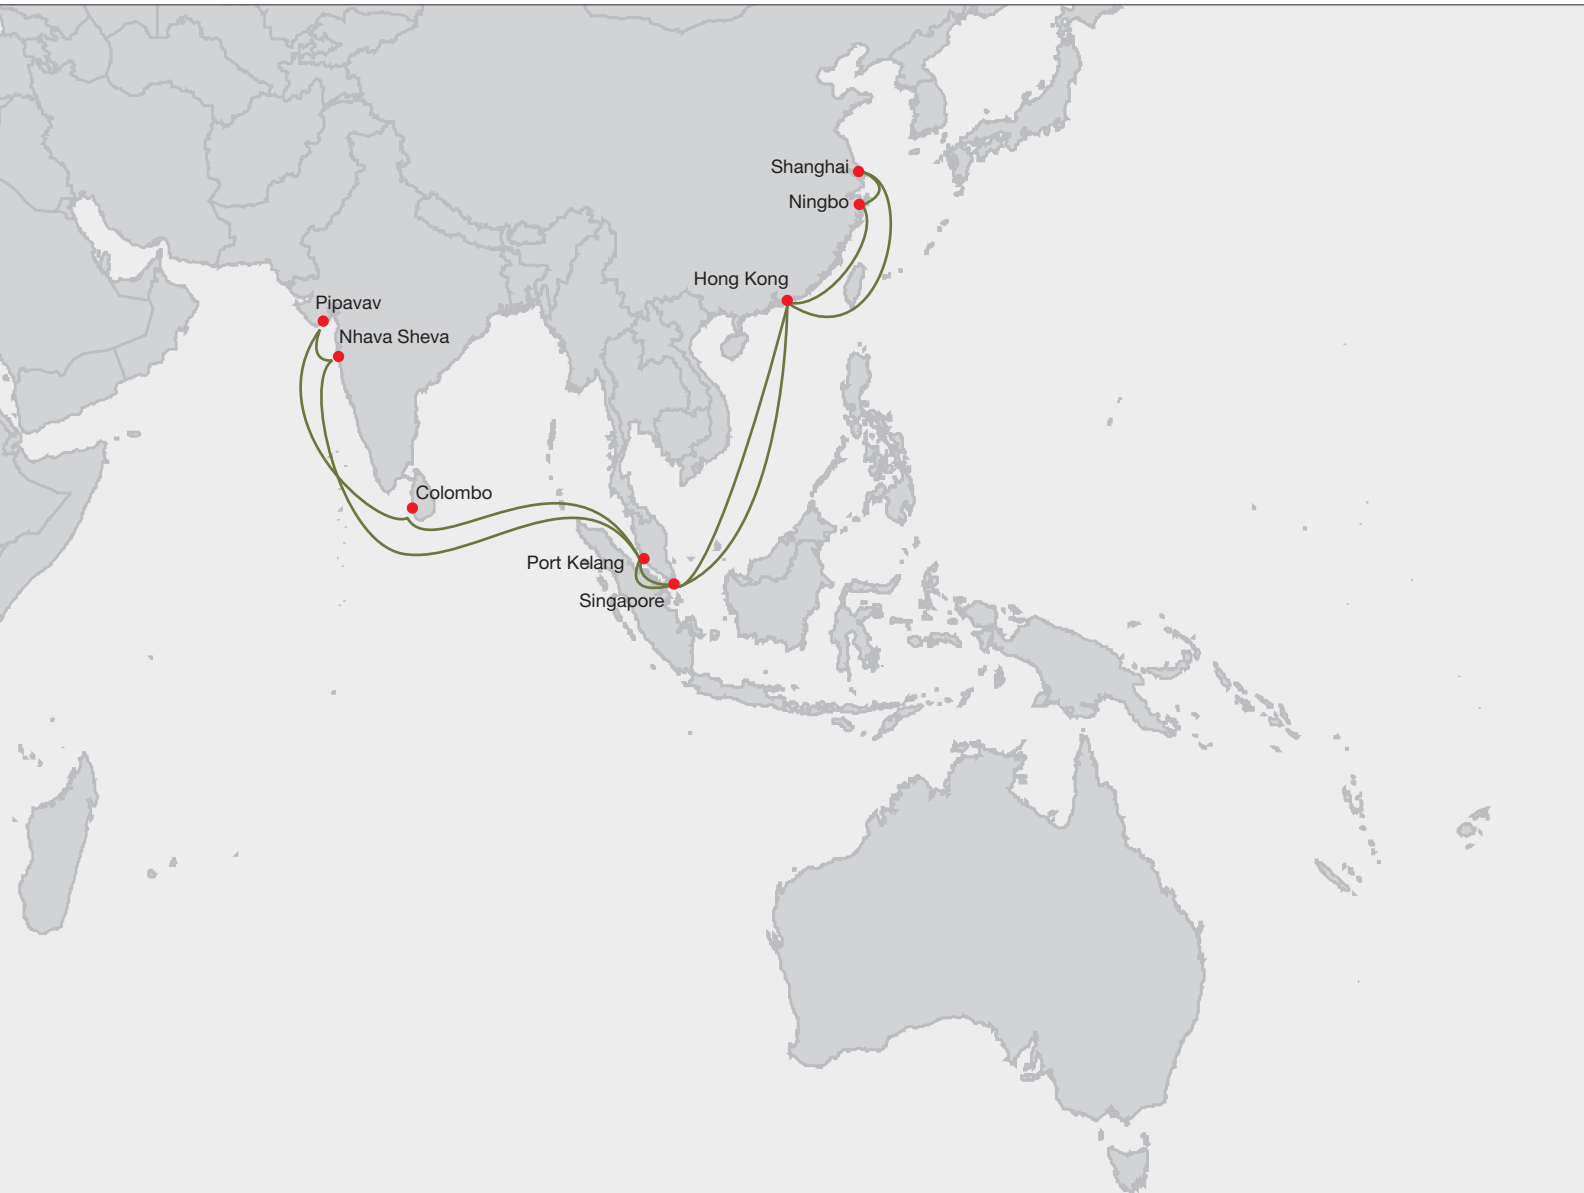 Shanghai
Ningbo
Hong Kong
Pipavav
Nhava Sheva
Colombo
Port Kelang
Singapore